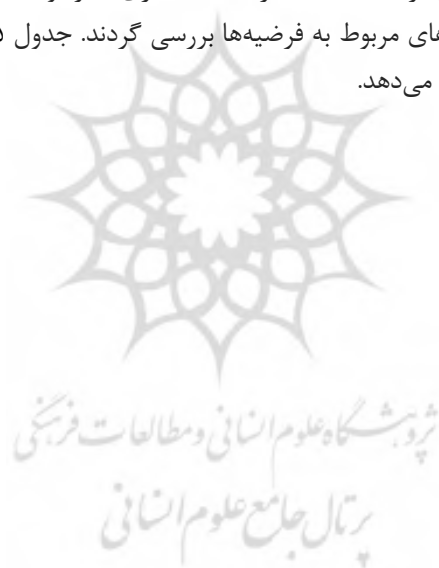 های مربوط به فرضیه‌ها بررسی گردند. جدول ۵
می‌دهد.
پژوهشگاه علوم انسانی و مطالعات فرهنگی
پرتال جامع علوم انسانی